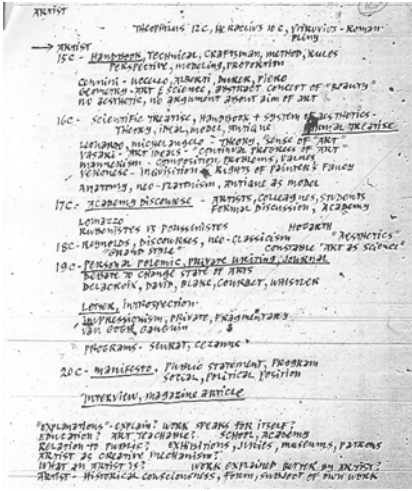 ARTIST
THEOPHILUS 12C, HERACLIUS 10C, VITRUVIUS - ROMAN
PLINY
→ ARTIST
15C - HANDBOOK, TECHNICAL, CRAFTSMAN, METHOD, RULES
PERSPECTIVE, MODELING, PROPORTION
CENNINI - UCCELLO, ALBERTI, DURER, PIERO
GEOMETRY - ART & SCIENCE, ABSTRACT CONCEPT OF "BEAUTY"
NO AESTHETIC, NO ARGUMENT ABOUT AIM OF ART
16C - SCIENTIFIC TREATISE, HANDBOOK + SYSTEM OF AESTHETICS -
THEORY, IDEAL, MODEL, ANTIQUE FORMAL TREATISE
LEONARDO, MICHELANGELO - THEORY, "SENSE OF ART"
VASARI - ART IDEALS - "CONTINUAL PROGRESS OF ART"
MANNERISM - COMPOSITION PROBLEMS, VALUES
VERONESE - INQUISITION RIGHTS OF PAINTER'S FANCY
ANATOMY, NEO-PLATONISM, ANTIQUE AS MODEL
17C - ACADEMY DISCOURSE - ARTISTS, COLLEAGUES, STUDENTS
FORMAL DISCUSSION, ACADEMY
LOMAZZO
RUBENISTES VS POUSSINISTES HOGARTH "AESTHETICS"
18C - REYNOLDS, DISCOURSES, NEO-CLASSICISM CONSTABLE "ART AS SCIENCE"
"GRAND STYLE"
19C - PERSONAL POLEMIC, PRIVATE WRITING, JOURNAL
DEBATE TO CHANGE STATE OF ARTS
DELACROIX, DAVID, BLAKE, COURBET, WHISTLER
LETTER, INTROSPECTION
IMPRESSIONISM, PRIVATE, FRAGMENTARY
VAN GOGH, GAUGUIN
PROGRAMS - SEURAT, CEZANNE
20C - MANIFESTO - PUBLIC STATEMENT, PROGRAM
SOCIAL, POLITICAL POSITION
INTERVIEW, MAGAZINE ARTICLE
"EXPLANATIONS" - EXPLAIN? WORK SPEAKS FOR ITSELF?
EDUCATION? ART TEACHABLE? SCHOOL, ACADEMY
RELATION TO PUBLIC? EXHIBITIONS, JURIES, MUSEUMS, PATRONS
ARTIST AS CREATIVE MECHANISM?
WHAT AN ARTIST IS? WORK EXPLAINED BETTER BY ARTIST?
ARTIST - HISTORICAL CONSCIOUSNESS, FORM, SUBJECT OF OWN WORK